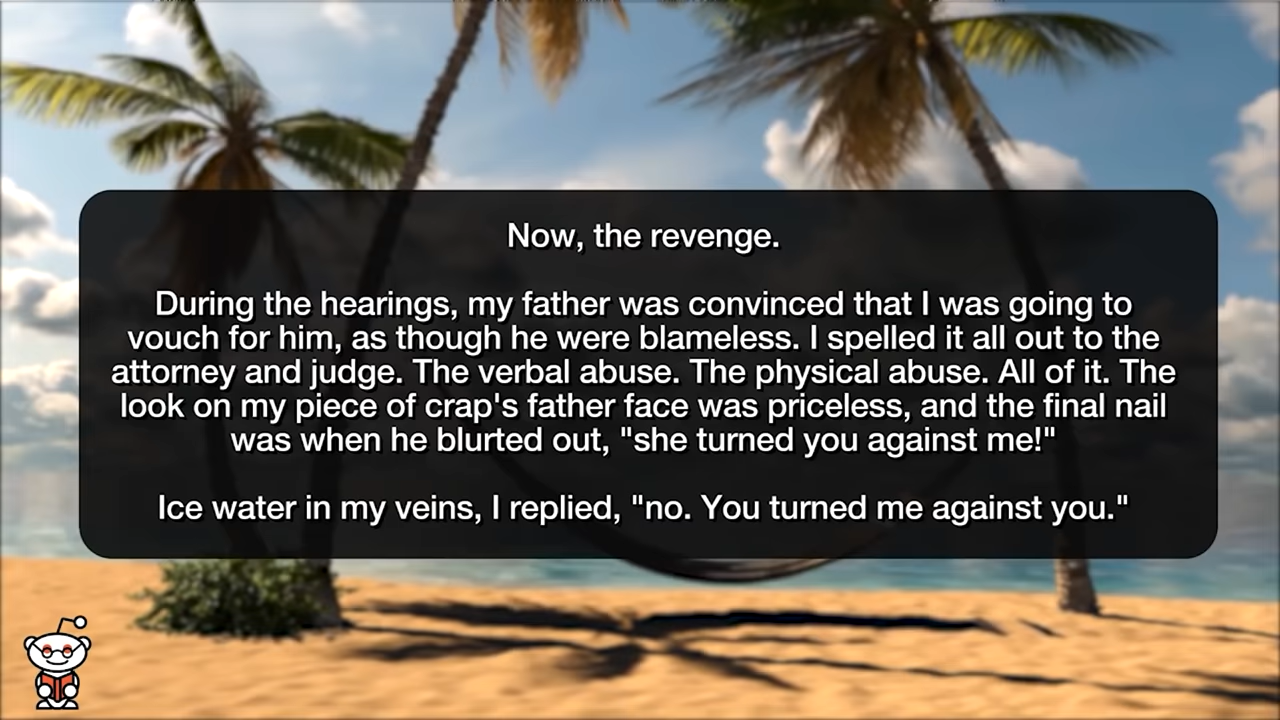 Now, the revenge.
During the hearings, my father was convinced that I was going to
vouch for him, as though he were blameless. I spelled it all out to the
attorney and judge. The verbal abuse. The physical abuse. All of it. The
look on my piece of crap's father face was priceless, and the final nail
was when he blurted out, "she turned you against me!"
Ice water in my veins, I replied, "no. You turned me against you."